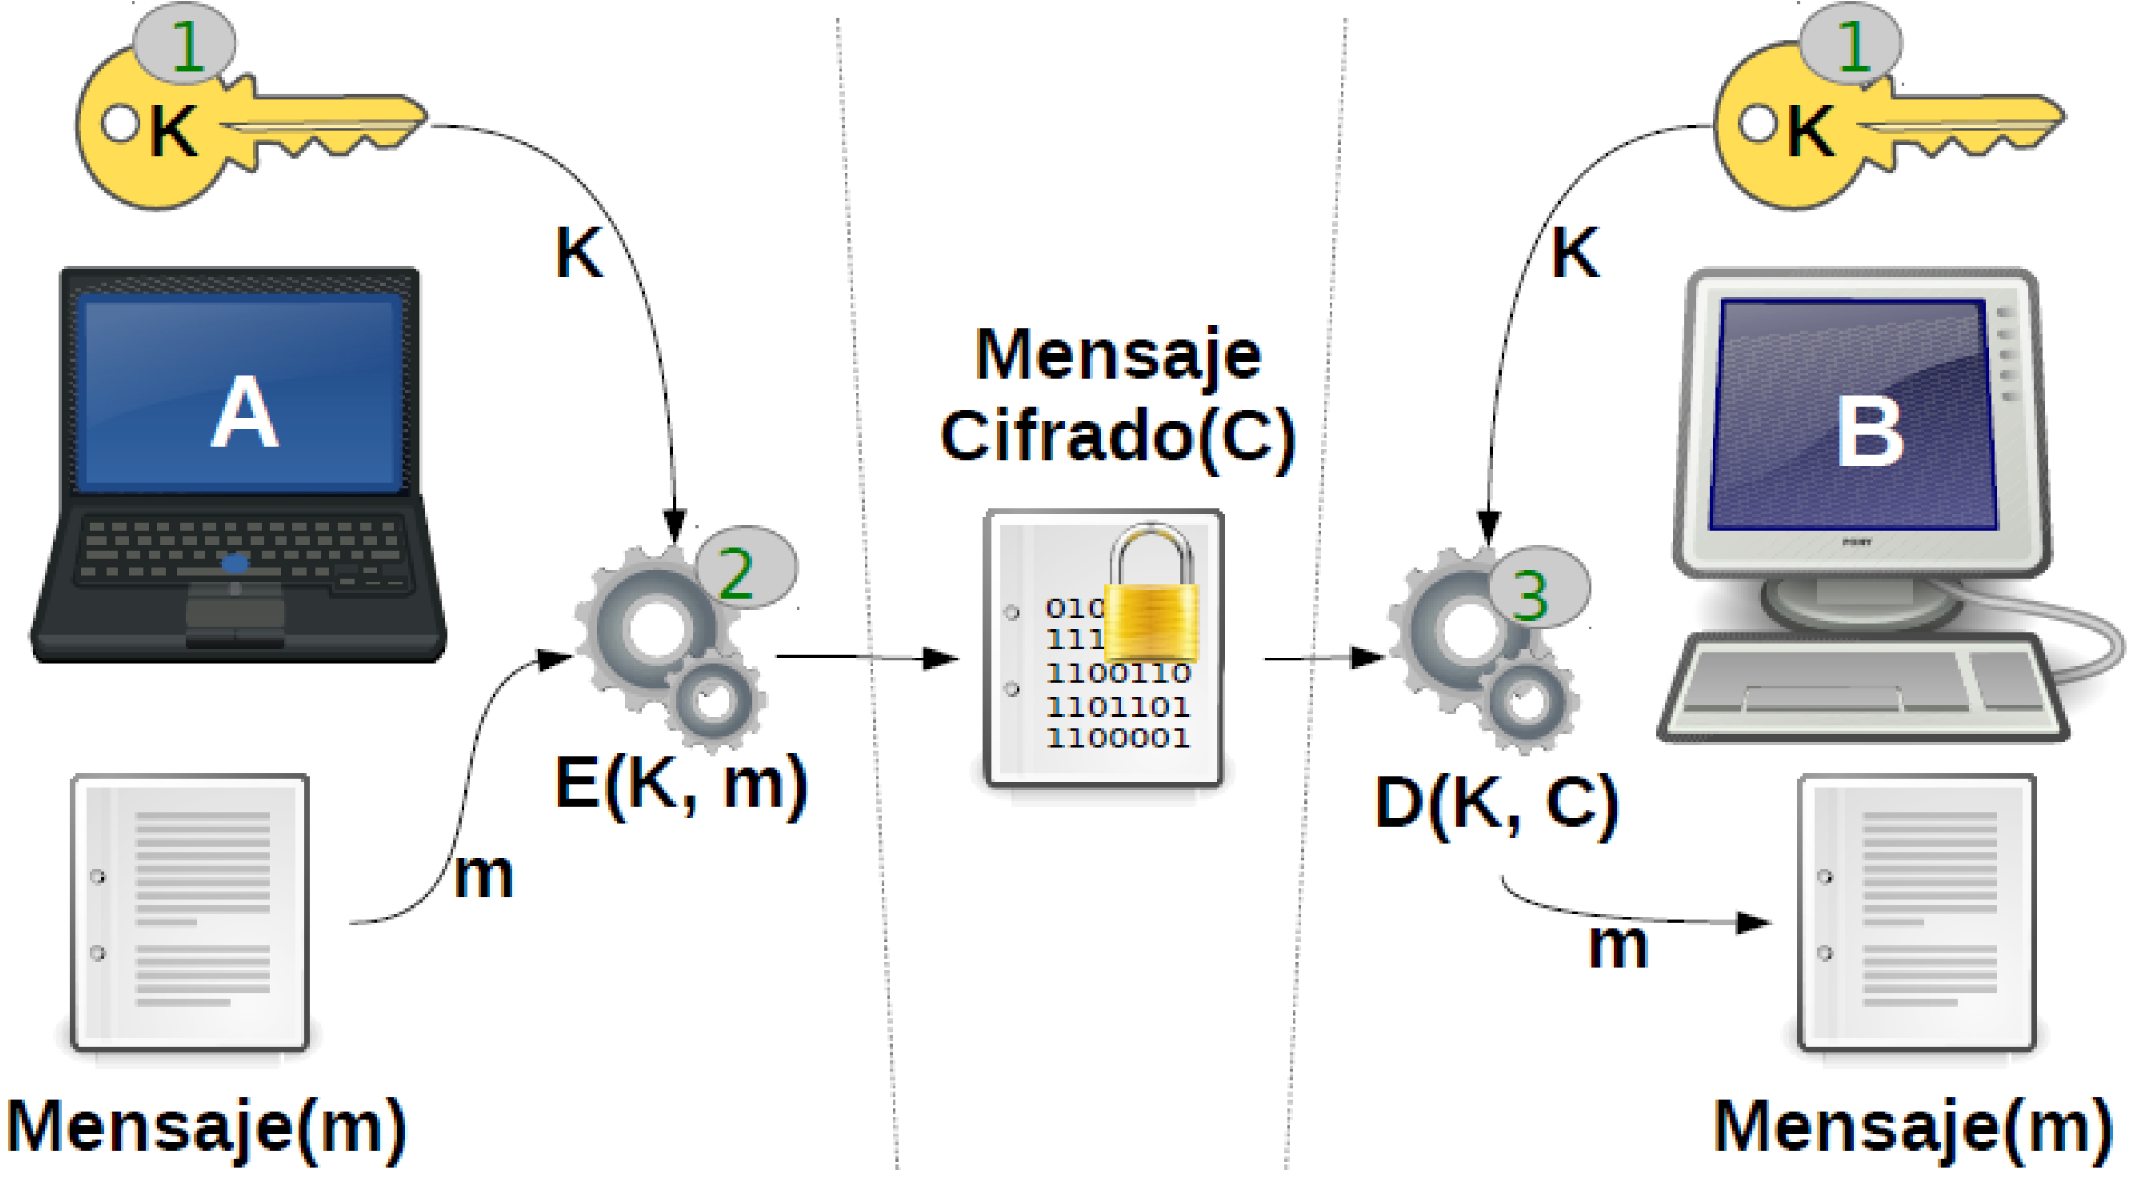 1
K
1
K
K
K
A
B
Mensaje
Cifrado(C)
2
3
010
111
1100110
1101101
1100001
E(K, m)
D(K, C)
m
m
Mensaje(m)
Mensaje(m)